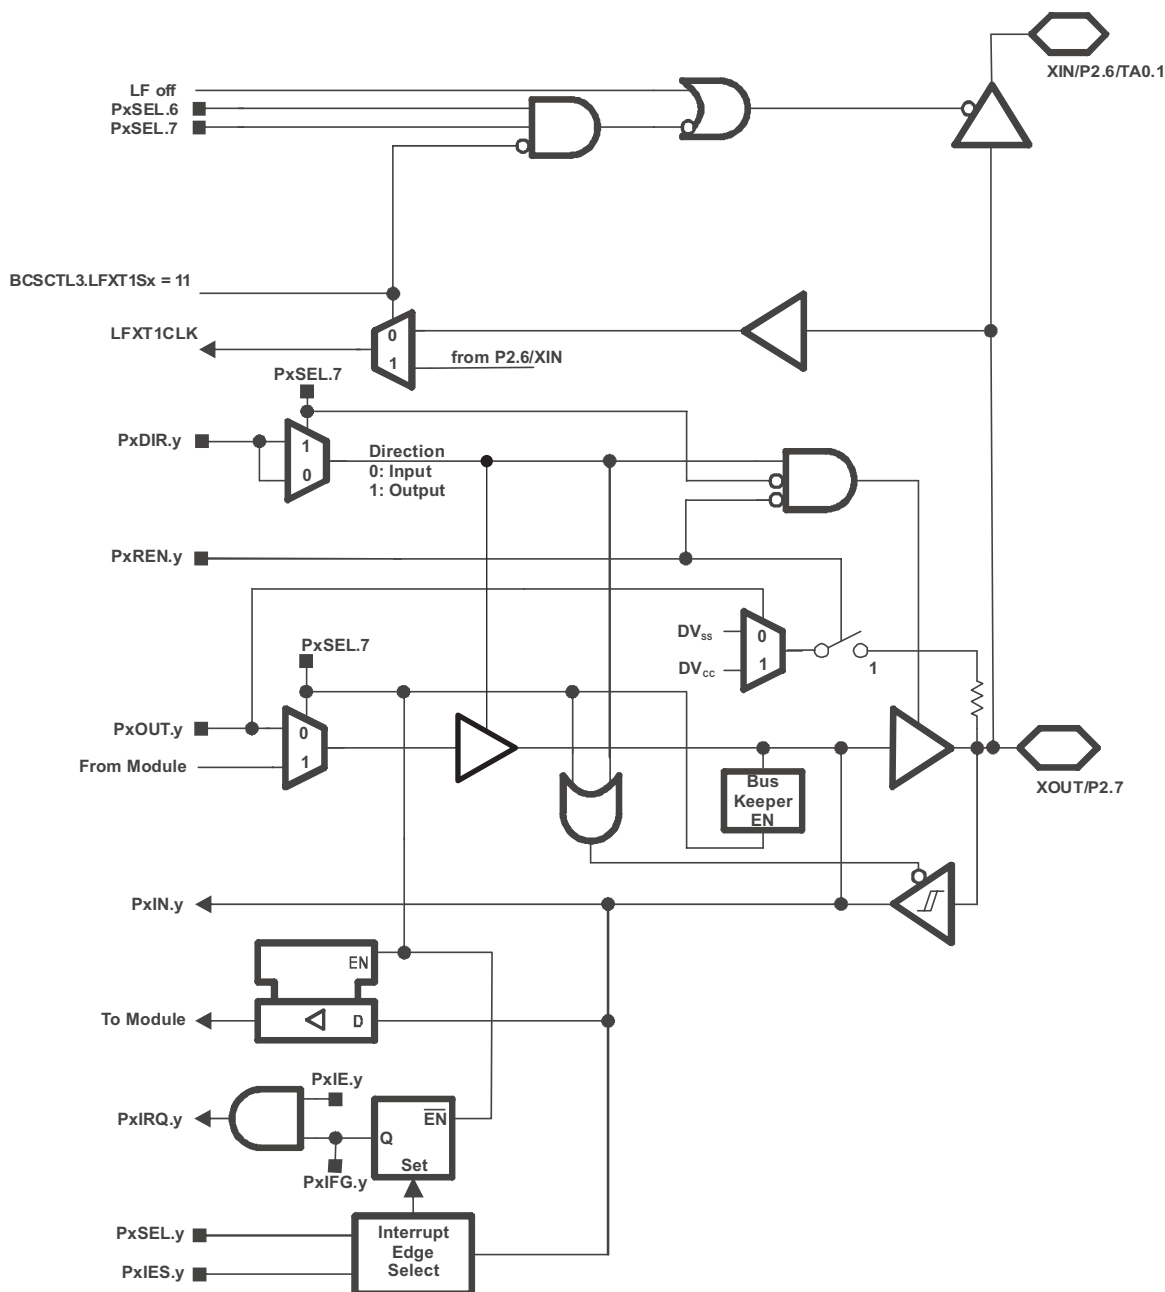 XIN/P2.6/TA0.1
LF off
PxSEL.6
PxSEL.7
BCSCTL3.LFXT1Sx = 11
LFXT1CLK
0
1
from P2.6/XIN
PxSEL.7
PxDIR.y
1
0
Direction
0: Input
1: Output
PxREN.y
DVSS
0
DVCC
1
1
PxSEL.7
PxOUT.y
0
From Module
1
Bus
Keeper
EN
XOUT/P2.7
PxIN.y
EN
To Module
D
PxIE.y
PxIRQ.y
EN
Q
Set
PxIFG.y
PxSEL.y
Interrupt
Edge
Select
PxIES.y